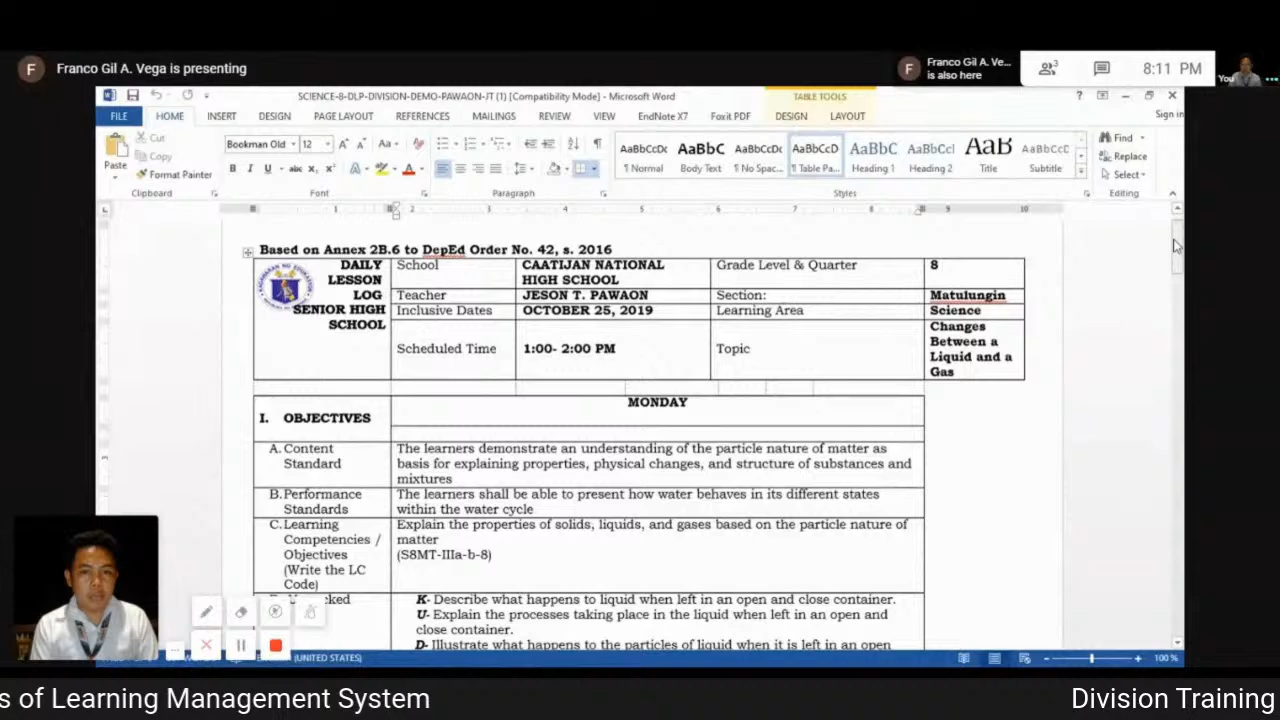 Franco Gil A. Vega is presenting
Franco Gil A. Ve...
is also here
3
8:11 PM
You
SCIENCE-8-DLP-DIVISION-DEMO-PAWAON-JT (1) [Compatibility Mode] - Microsoft Word
TABLE TOOLS
FILE HOME INSERT DESIGN PAGE LAYOUT REFERENCES MAILINGS REVIEW VIEW EndNote X7 Foxit PDF DESIGN LAYOUT
Sign in
Paste
Cut
Copy
Format Painter
Bookman Old 12
AaBbCcDc AaBbC AaBbCcDc AaBbCcD AaBbC AaBbCcl AaB AaBbCcC
¶ Normal Body Text ¶ No Spac... ¶ Table Pa... Heading 1 Heading 2 Title Subtitle
Find
Replace
Select
Clipboard Font Paragraph Styles Editing
1 2 3 4 5 6 7 8 9 10
Based on Annex 2B.6 to DepEd Order No. 42, s. 2016
DAILY
LESSON
LOG
SENIOR HIGH
SCHOOL
School
CAATIJAN NATIONAL
HIGH SCHOOL
Grade Level & Quarter
8
Teacher
JESON T. PAWAON
Section:
Matulungin
Inclusive Dates
OCTOBER 25, 2019
Learning Area
Science
Scheduled Time
1:00- 2:00 PM
Topic
Changes
Between a
Liquid and a
Gas
I. OBJECTIVES
MONDAY
A. Content
Standard
The learners demonstrate an understanding of the particle nature of matter as
basis for explaining properties, physical changes, and structure of substances and
mixtures
B. Performance
Standards
The learners shall be able to present how water behaves in its different states
within the water cycle
C. Learning
Competencies /
Objectives
(Write the LC
Code)
Explain the properties of solids, liquids, and gases based on the particle nature of
matter
(S8MT-IIIa-b-8)
K- Describe what happens to liquid when left in an open and close container.
U- Explain the processes taking place in the liquid when left in an open and
close container.
D- Illustrate what happens to the particles of liquid when it is left in an open
(UNITED STATES)
100 %
s of Learning Management System
Division Training